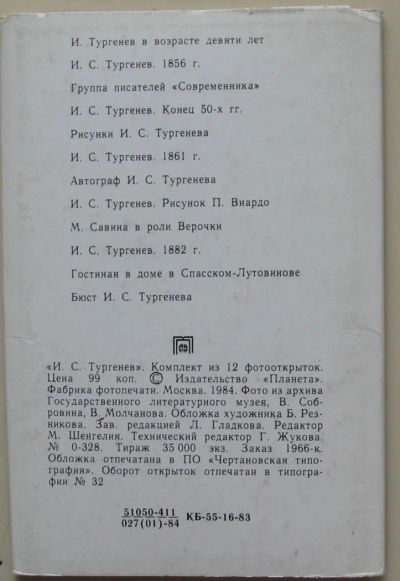 И. Тургенев в возрасте девяти лет
И. С. Тургенев. 1856 г.
Группа писателей «Современника»
И. С. Тургенев. Конец 50-х гг.
Рисунки И. С. Тургенева
И. С. Тургенев. 1861 г.
Автограф И. С. Тургенева
И. С. Тургенев. Рисунок П. Виардо
М. Савина в роли Верочки
И. С. Тургенев. 1882 г.
Гостиная в доме в Спасском-Лутовинове
Бюст И. С. Тургенева
«И. С. Тургенев». Комплект из 12 фотооткрыток.
Цена 99 коп. © Издательство «Планета».
Фабрика фотопечати. Москва. 1984. Фото из архива
Государственного литературного музея, В. Соб-
ровина, В. Молчанова. Обложка художника Б. Рез-
никова. Зав. редакцией Л. Гладкова. Редактор
М. Шенгелия. Технический редактор Г. Жукова.
№ 0-328. Тираж 35 000 экз. Заказ 1966-к.
Обложка отпечатана в ПО «Чертановская типо-
графия». Оборот открыток отпечатан в типогра-
фии № 32
51050-411
027(01)-84 КБ-55-16-83